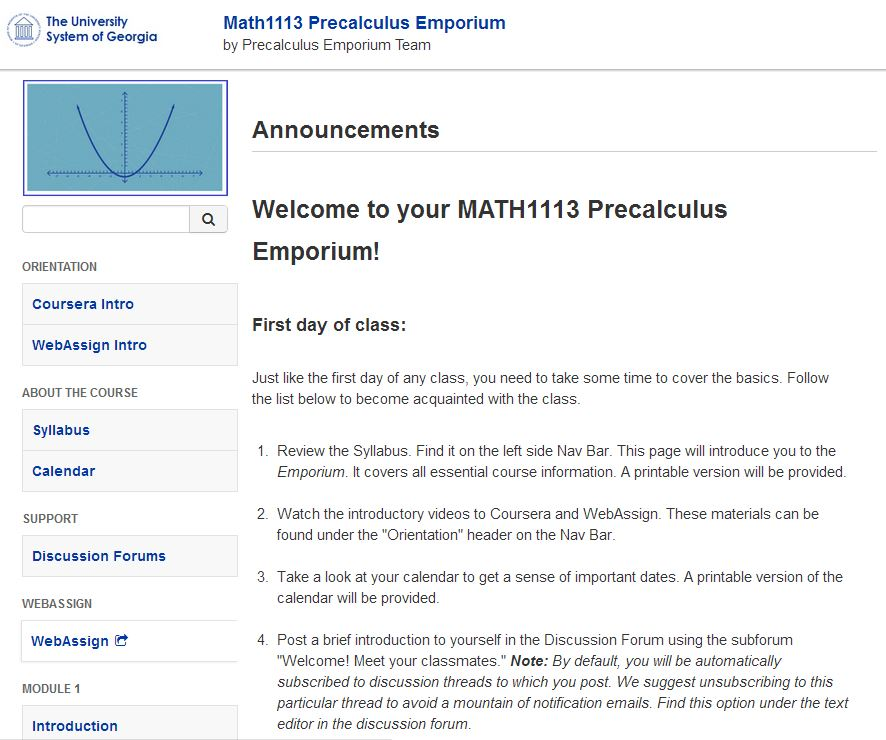 The University
System of Georgia
Math1113 Precalculus Emporium
by Precalculus Emporium Team
ORIENTATION
Coursera Intro
WebAssign Intro
ABOUT THE COURSE
Syllabus
Calendar
SUPPORT
Discussion Forums
WEBASSIGN
WebAssign
MODULE 1
Introduction
Announcements
Welcome to your MATH1113 Precalculus
Emporium!
First day of class:
Just like the first day of any class, you need to take some time to cover the basics. Follow
the list below to become acquainted with the class.
1. Review the Syllabus. Find it on the left side Nav Bar. This page will introduce you to the
Emporium. It covers all essential course information. A printable version will be provided.
2. Watch the introductory videos to Coursera and WebAssign. These materials can be
found under the "Orientation" header on the Nav Bar.
3. Take a look at your calendar to get a sense of important dates. A printable version of the
calendar will be provided.
4. Post a brief introduction to yourself in the Discussion Forum using the subforum
"Welcome! Meet your classmates." Note: By default, you will be automatically
subscribed to discussion threads to which you post. We suggest unsubscribing to this
particular thread to avoid a mountain of notification emails. Find this option under the text
editor in the discussion forum.